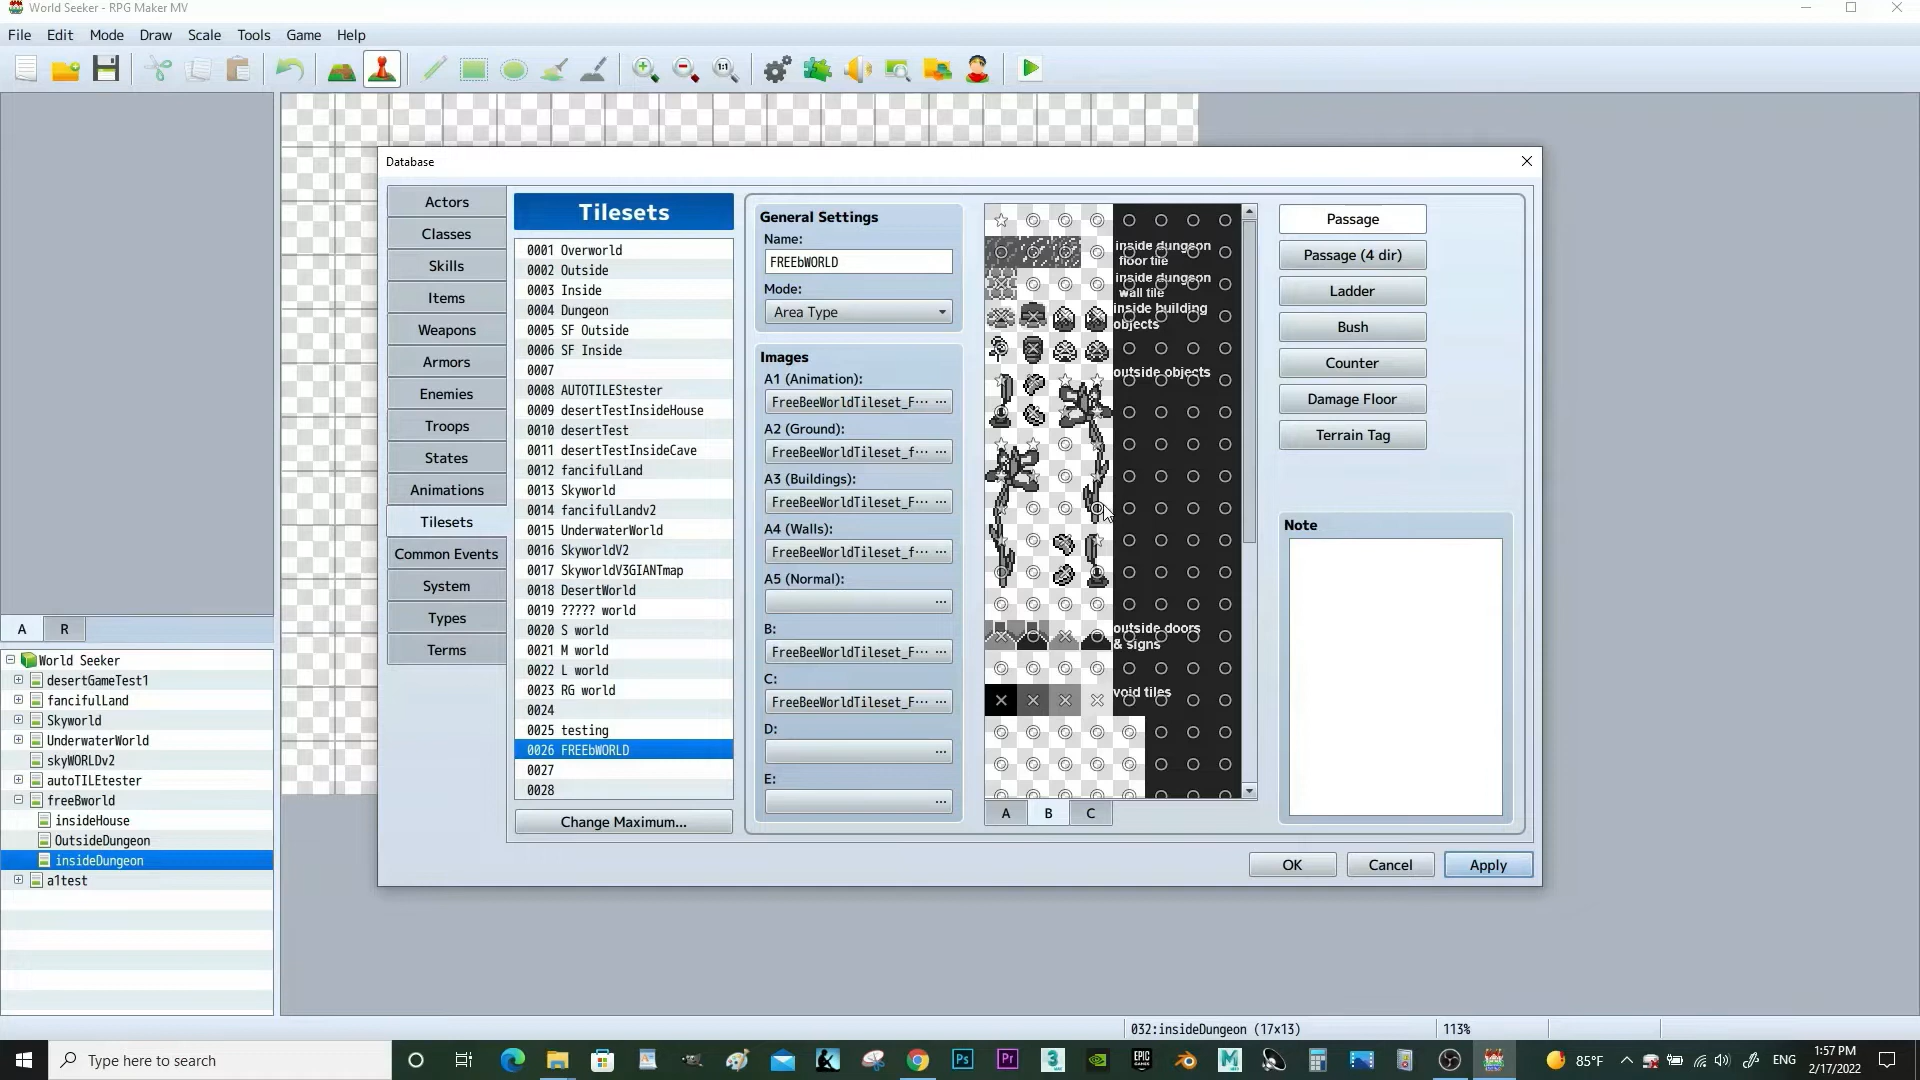 World Seeker - RPG Maker MV
File Edit Mode Draw Scale Tools Game Help
1:1
Database
Actors
Classes
Skills
Items
Weapons
Armors
Enemies
Troops
States
Animations
Tilesets
Common Events
System
Types
Terms
Tilesets
0001 Overworld
0002 Outside
0003 Inside
0004 Dungeon
0005 SF Outside
0006 SF Inside
0007
0008 AUTOTILEStester
0009 desertTestInsideHouse
0010 desertTest
0011 desertTestInsideCave
0012 fancifulLand
0013 Skyworld
0014 fancifulLandv2
0015 UnderwaterWorld
0016 SkyworldV2
0017 SkyworldV3GIANTmap
0018 DesertWorld
0019 ????? world
0020 S world
0021 M world
0022 L world
0023 RG world
0024
0025 testing
0026 FREEbWORLD
0027
0028
Change Maximum...
General Settings
Name:
FREEbWORLD
Mode:
Area Type
Images
A1 (Animation):
FreeBeeWorldTileset_F... ...
A2 (Ground):
FreeBeeWorldTileset_f... ...
A3 (Buildings):
FreeBeeWorldTileset_F... ...
A4 (Walls):
FreeBeeWorldTileset_f... ...
A5 (Normal):
...
B:
FreeBeeWorldTileset_F... ...
C:
FreeBeeWorldTileset_F... ...
D:
...
E:
...
inside dungeon
floor tile
inside dungeon
wall tile
inside building
objects
outside objects
outside doors
& signs
void tiles
A B C
Passage
Passage (4 dir)
Ladder
Bush
Counter
Damage Floor
Terrain Tag
Note
OK Cancel Apply
A R
World Seeker
desertGameTest1
fancifulLand
Skyworld
UnderwaterWorld
skyWORLDv2
autoTILEtester
freeBworld
insideHouse
OutsideDungeon
insideDungeon
a1test
032:insideDungeon (17x13) 113%
Type here to search
Ps
Pr
3
EPIC
GAMES
M
85°F
ENG
1:57 PM
2/17/2022